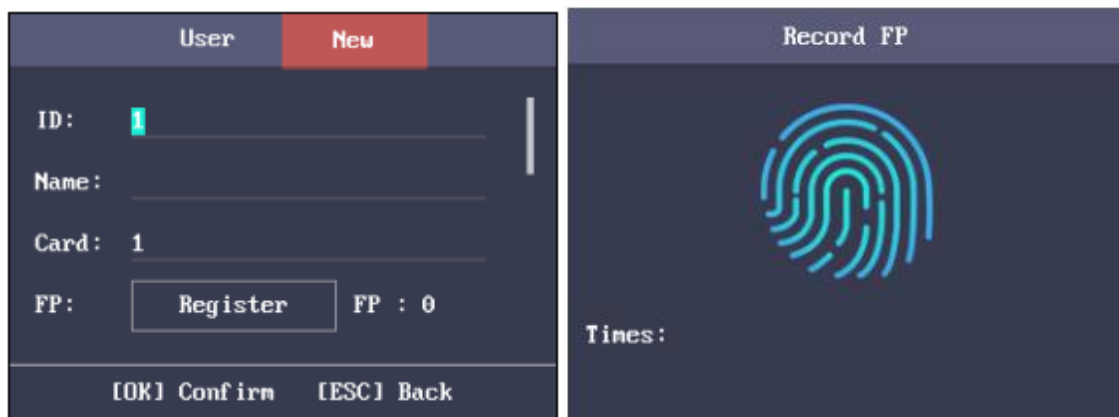 User New
ID: 1
Name:
Card: 1
FP: Register FP : 0
[OK] Confirm [ESC] Back
Record FP
Times: